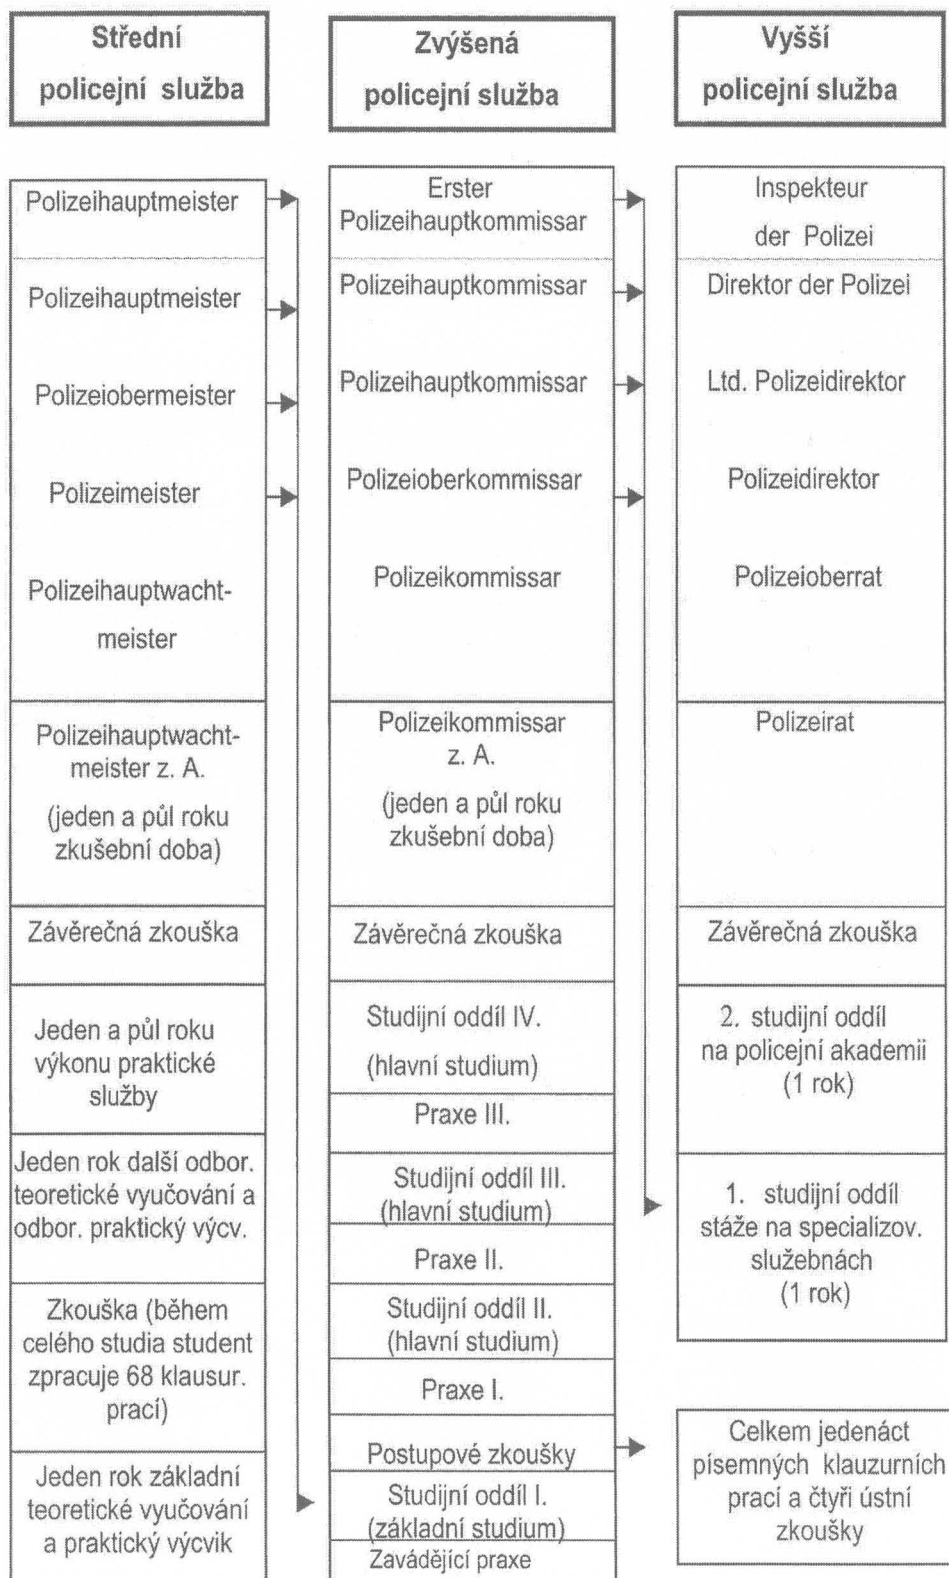 Střední
policejní služba
Polizeihauptmeister
Polizeihauptmeister
Polizeiobermeister
Polizeimeister
Polizeihauptwacht-
meister
Polizeihauptwacht-
meister z. A.
(jeden a půl roku
zkušební doba)
Závěrečná zkouška
Jeden a půl roku
výkonu praktické
služby
Jeden rok další odbor.
teoretické vyučování a
odbor. praktický výcv.
Zkouška (během
celého studia student
zpracuje 68 klausur.
prací)
Jeden rok základní
teoretické vyučování
a praktický výcvik
Zvýšená
policejní služba
Erster
Polizeihauptkommissar
Polizeihauptkommissar
Polizeihauptkommissar
Polizeioberkommissar
Polizeikommissar
Polizeikommissar
z. A.
(jeden a půl roku
zkušební doba)
Závěrečná zkouška
Studijní oddíl IV.
(hlavní studium)
Praxe III.
Studijní oddíl III.
(hlavní studium)
Praxe II.
Studijní oddíl II.
(hlavní studium)
Praxe I.
Postupové zkoušky
Studijní oddíl I.
(základní studium)
Zavádějící praxe
Vyšší
policejní služba
Inspekteur
der Polizei
Direktor der Polizei
Ltd. Polizeidirektor
Polizeidirektor
Polizeioberrat
Polizeirat
Závěrečná zkouška
2. studijní oddíl
na policejní akademii
(1 rok)
1. studijní oddíl
stáže na specializov.
služebnách
(1 rok)
Celkem jedenáct
písemných klauzurních
prací a čtyři ústní
zkoušky